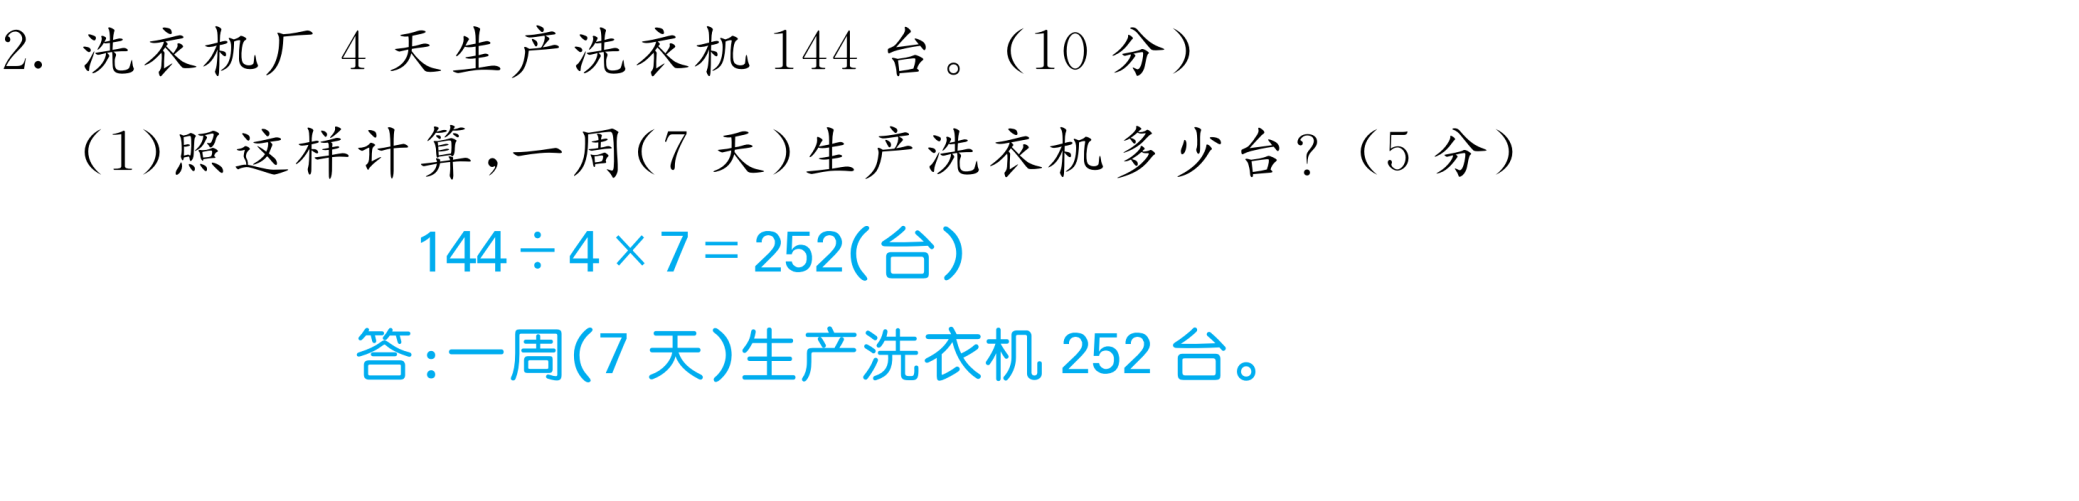 2. 洗衣机厂 4 天生产洗衣机 144 台。(10 分)
(1)照这样计算,一周(7 天)生产洗衣机多少台?(5 分)
144÷4×7=252(台)
答:一周(7 天)生产洗衣机 252 台。